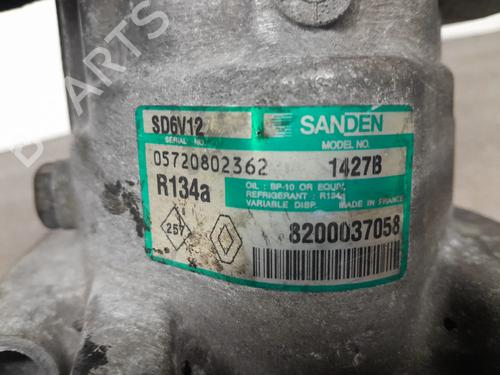 PARTS
SD6V12
SANDEN
SERIAL NO.
MODEL NO.
05720802362
1427B
R134a
OIL : SP-10 OR EQUIV.
REFRIGERANT : R134a
VARIABLE DISP. MADE IN FRANCE
257
8200037058